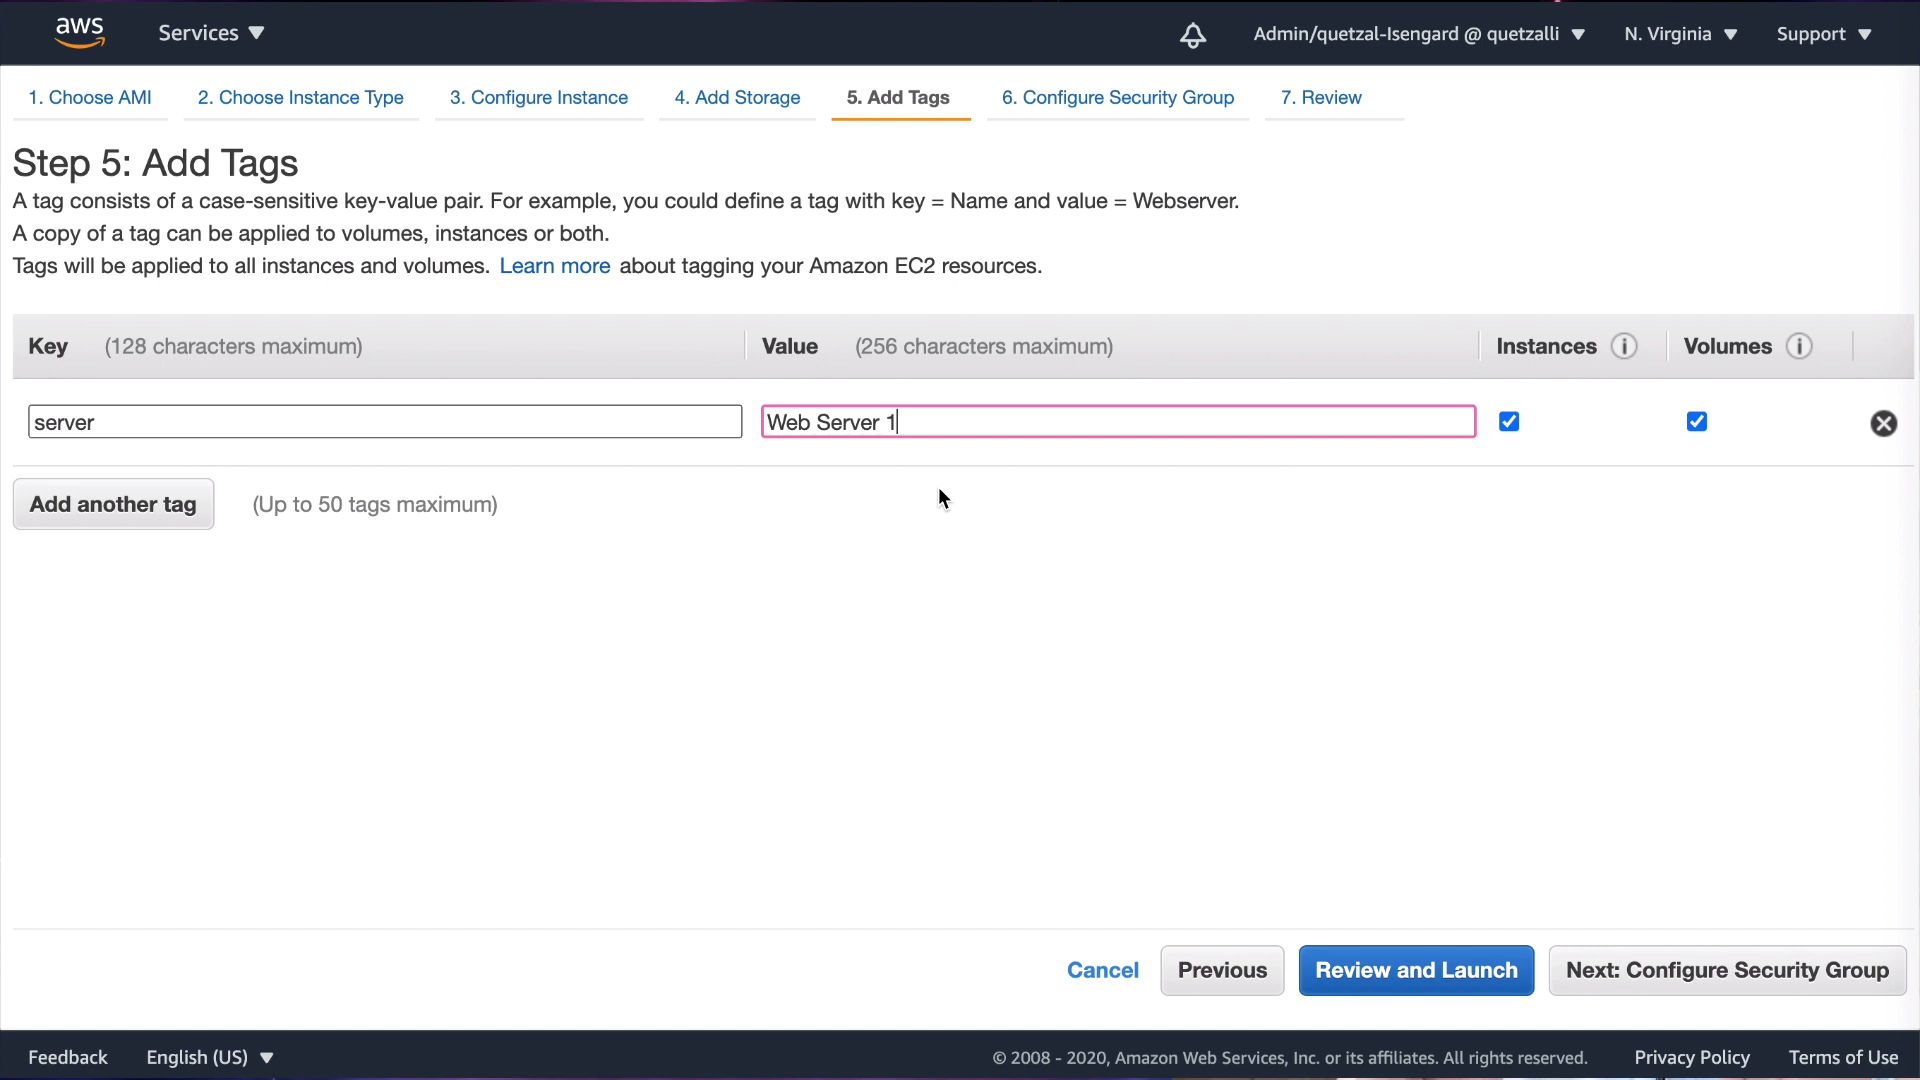 aws
Services
Admin/quetzal-Isengard @ quetzalli
N. Virginia
Support
1. Choose AMI
2. Choose Instance Type
3. Configure Instance
4. Add Storage
5. Add Tags
6. Configure Security Group
7. Review
Step 5: Add Tags
A tag consists of a case-sensitive key-value pair. For example, you could define a tag with key = Name and value = Webserver.
A copy of a tag can be applied to volumes, instances or both.
Tags will be applied to all instances and volumes. Learn more about tagging your Amazon EC2 resources.
Key (128 characters maximum)
Value (256 characters maximum)
Instances
Volumes
server
Web Server 1
Add another tag
(Up to 50 tags maximum)
Cancel
Previous
Review and Launch
Next: Configure Security Group
Feedback
English (US)
© 2008 - 2020, Amazon Web Services, Inc. or its affiliates. All rights reserved.
Privacy Policy
Terms of Use